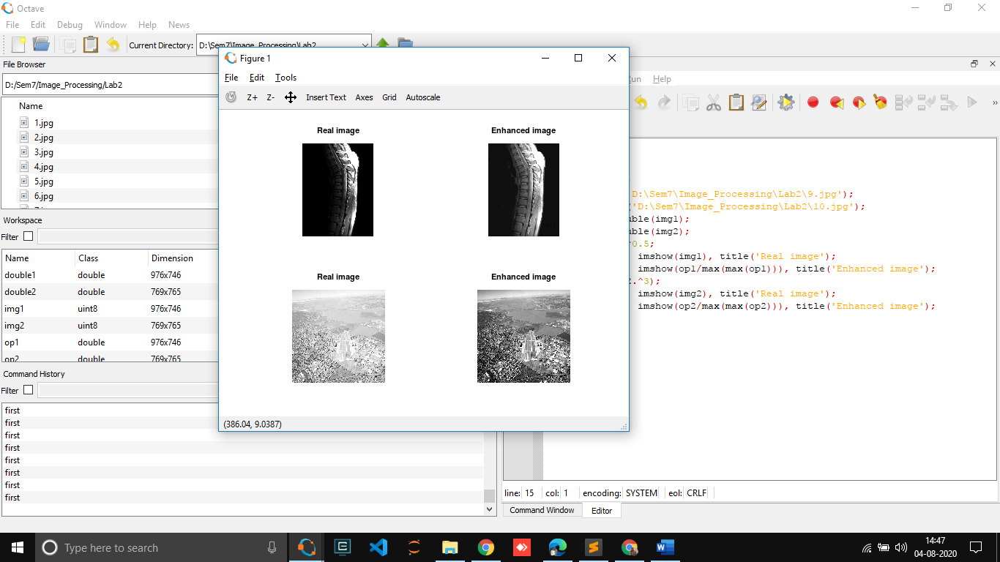 Octave
File Edit Debug Window Help News
Current Directory: D:\Sem7\Image_Processing\Lab2
File Browser
D:/Sem7/Image_Processing/Lab2
Name
1.jpg
2.jpg
3.jpg
4.jpg
5.jpg
6.jpg
Workspace
Filter
Name Class Dimension
double1 double 976x746
double2 double 769x765
img1 uint8 976x746
img2 uint8 769x765
op1 double 976x746
op2 double 769x765
Command History
Filter
first
first
first
first
first
first
first
first
Figure 1
File Edit Tools
Z+ Z- Insert Text Axes Grid Autoscale
Real image Enhanced image
Real image Enhanced image
(386.04, 9.0387)
Run Help
D:\Sem7\Image_Processing\Lab2\9.jpg');
('D:\Sem7\Image_Processing\Lab2\10.jpg');
uble(img1);
uble(img2);
^0.5;
imshow(img1), title('Real image');
imshow(op1/max(max(op1))), title('Enhanced image');
2.^3);
imshow(img2), title('Real image');
imshow(op2/max(max(op2))), title('Enhanced image');
line: 15 col: 1 encoding: SYSTEM eol: CRLF
Command Window Editor
Type here to search
14:47
04-08-2020